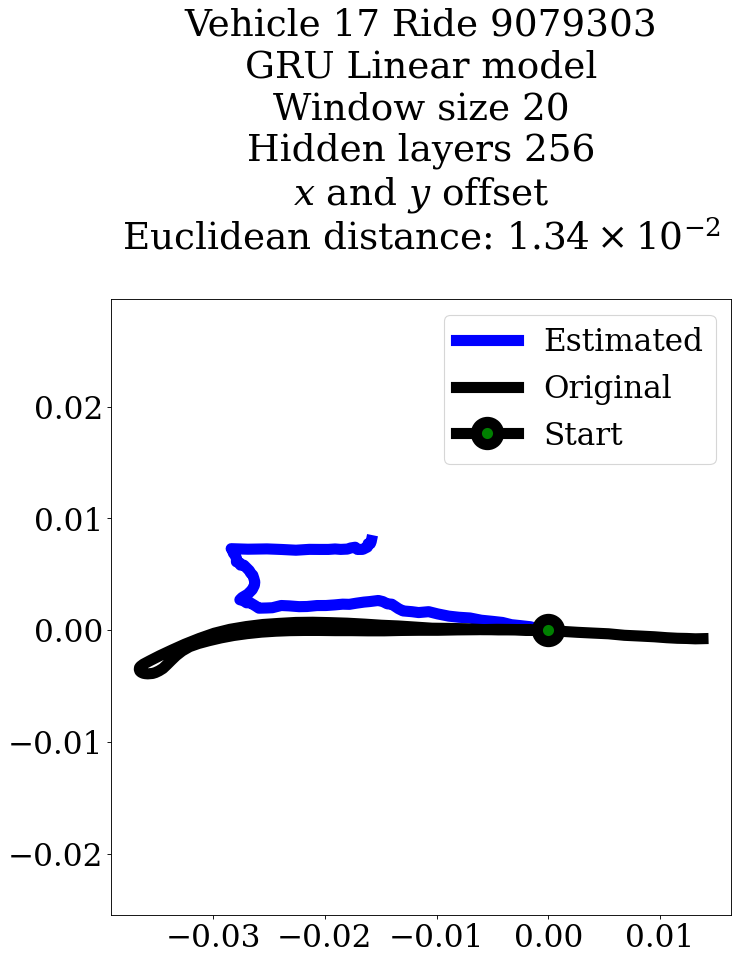 Vehicle 17 Ride 9079303
GRU Linear model
Window size 20
Hidden layers 256
x and y offset
Euclidean distance: 1.34 × 10⁻²
Estimated
Original
Start
0.02
0.01
0.00
−0.01
−0.02
−0.03 −0.02 −0.01 0.00 0.01